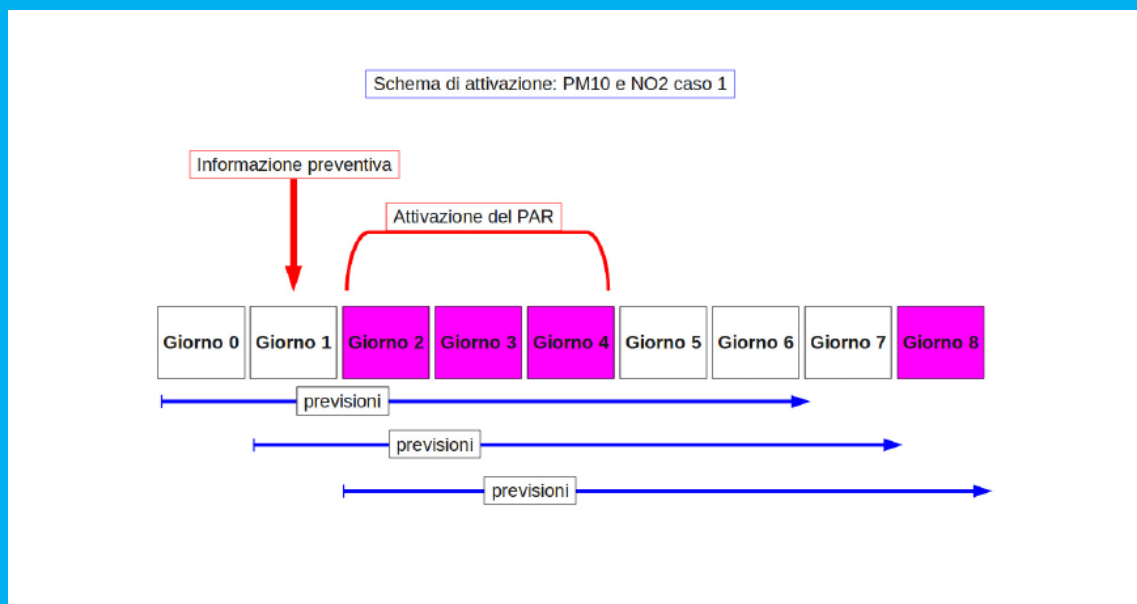 Schema di attivazione: PM10 e NO2 caso 1
Informazione preventiva
Attivazione del PAR
Giorno 0 Giorno 1 Giorno 2 Giorno 3 Giorno 4 Giorno 5 Giorno 6 Giorno 7 Giorno 8
previsioni
previsioni
previsioni